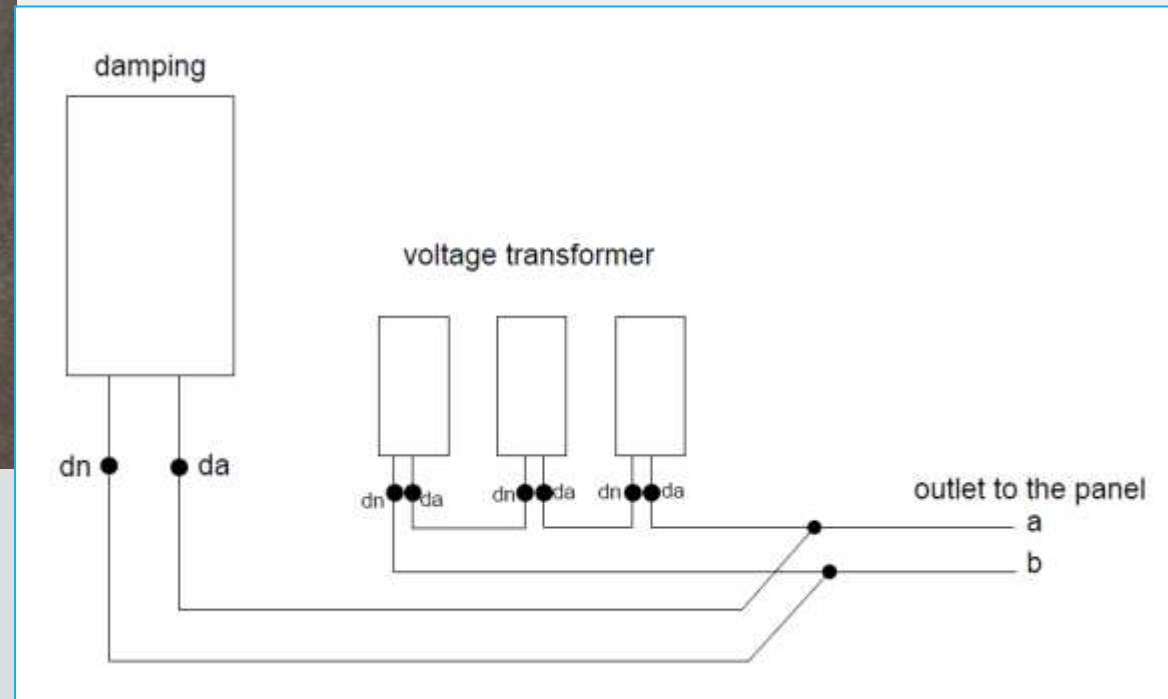 damping
voltage transformer
dn
da
dn
da
dn
da
dn
da
outlet to the panel
a
b